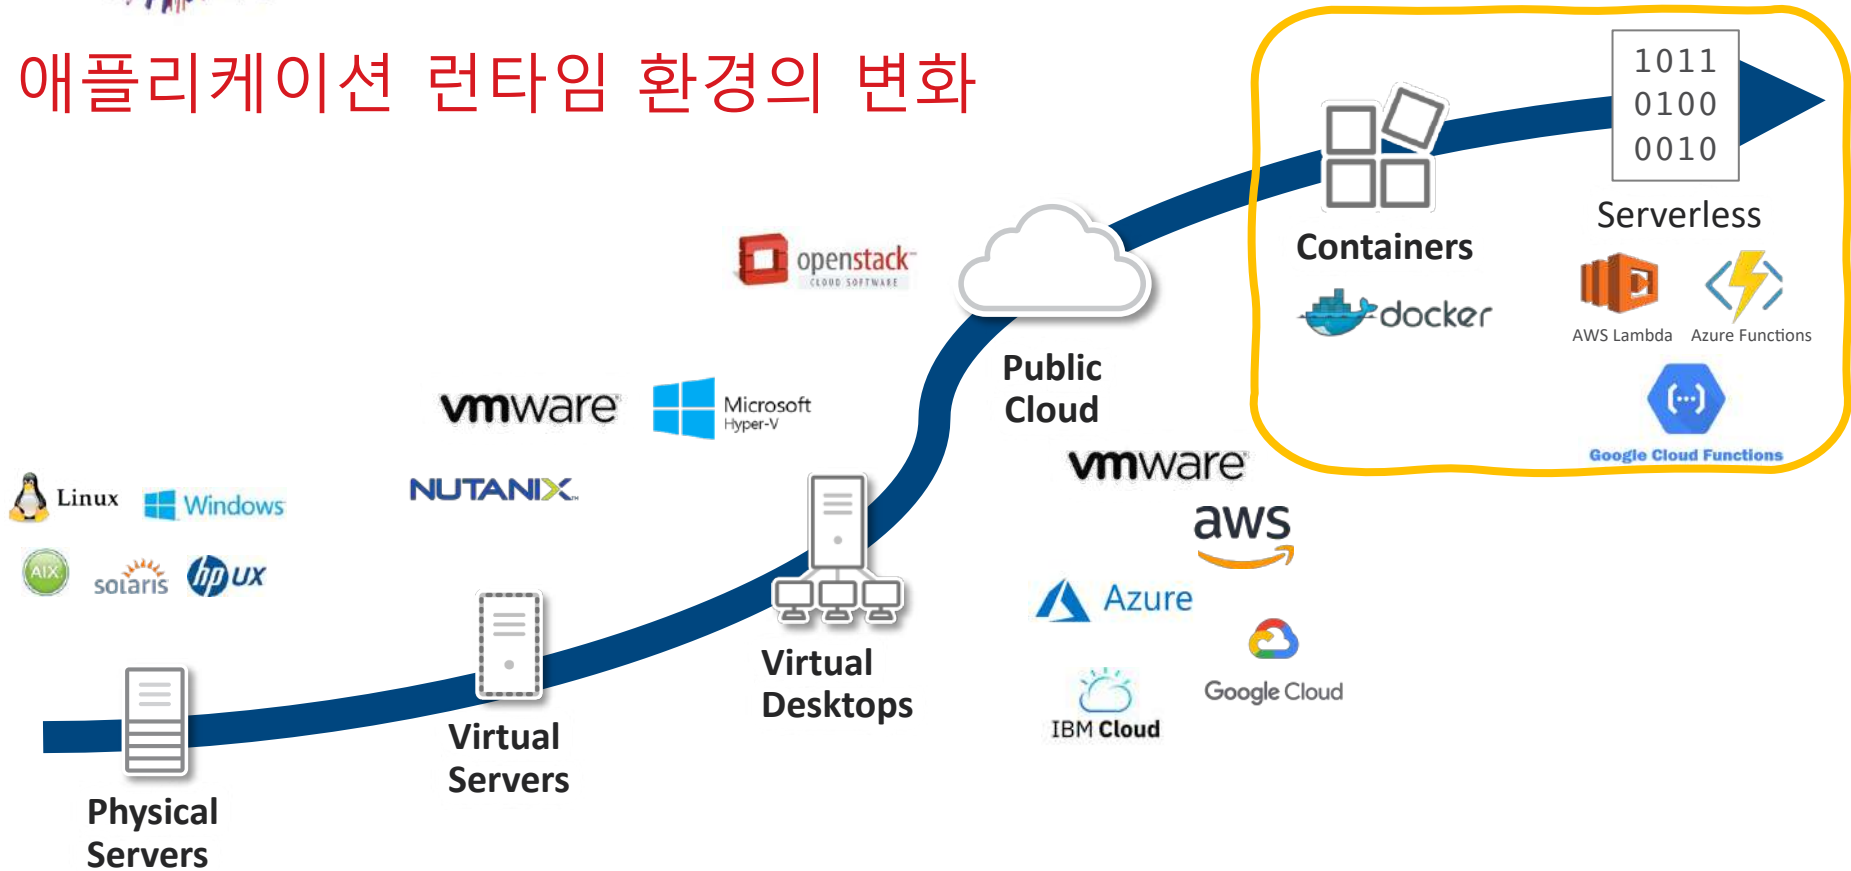 애플리케이션 런타임 환경의 변화
1011
0100
0010
Serverless
Containers
openstack™
CLOUD SOFTWARE
docker
AWS Lambda
Azure Functions
Public
Cloud
vmware
Microsoft
Hyper-V
Google Cloud Functions
vmware
NUTANIX™
Linux
Windows
aws
AIX
solaris
hp UX
Azure
Virtual
Desktops
Google Cloud
IBM Cloud
Virtual
Servers
Physical
Servers